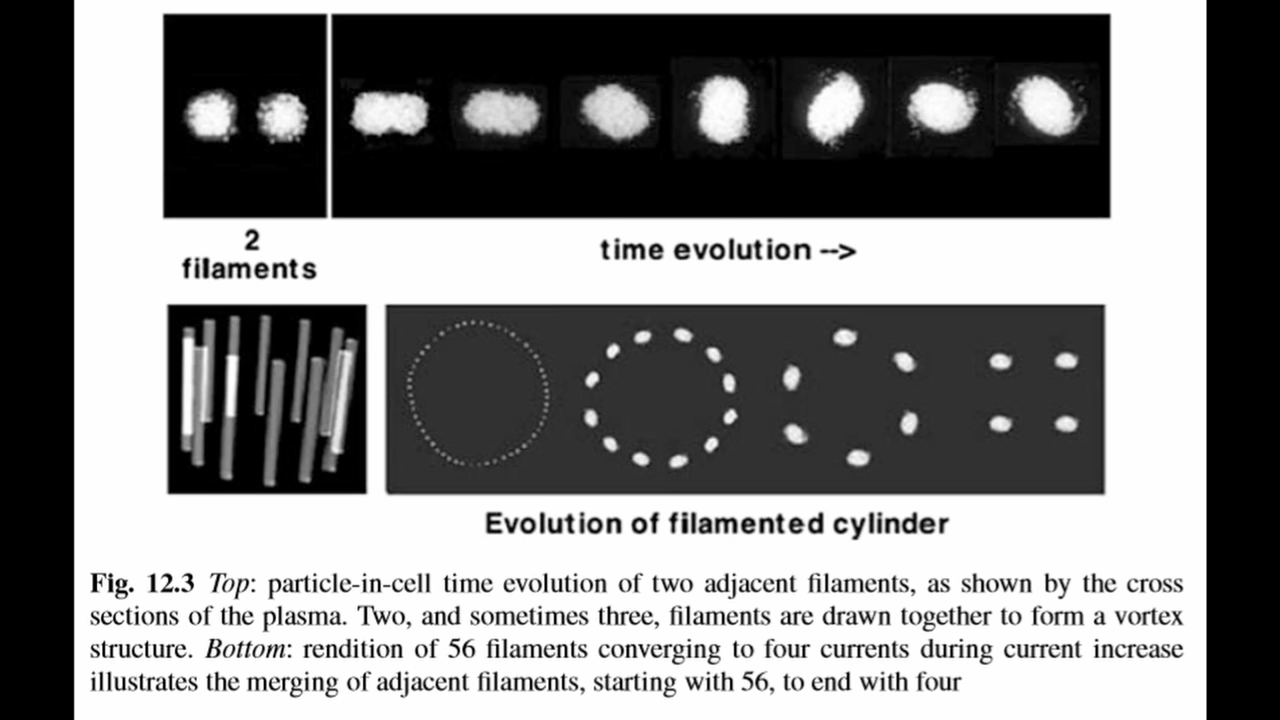 2
filaments
time evolution -->
Evolution of filamented cylinder
Fig. 12.3 Top: particle-in-cell time evolution of two adjacent filaments, as shown by the cross
sections of the plasma. Two, and sometimes three, filaments are drawn together to form a vortex
structure. Bottom: rendition of 56 filaments converging to four currents during current increase
illustrates the merging of adjacent filaments, starting with 56, to end with four